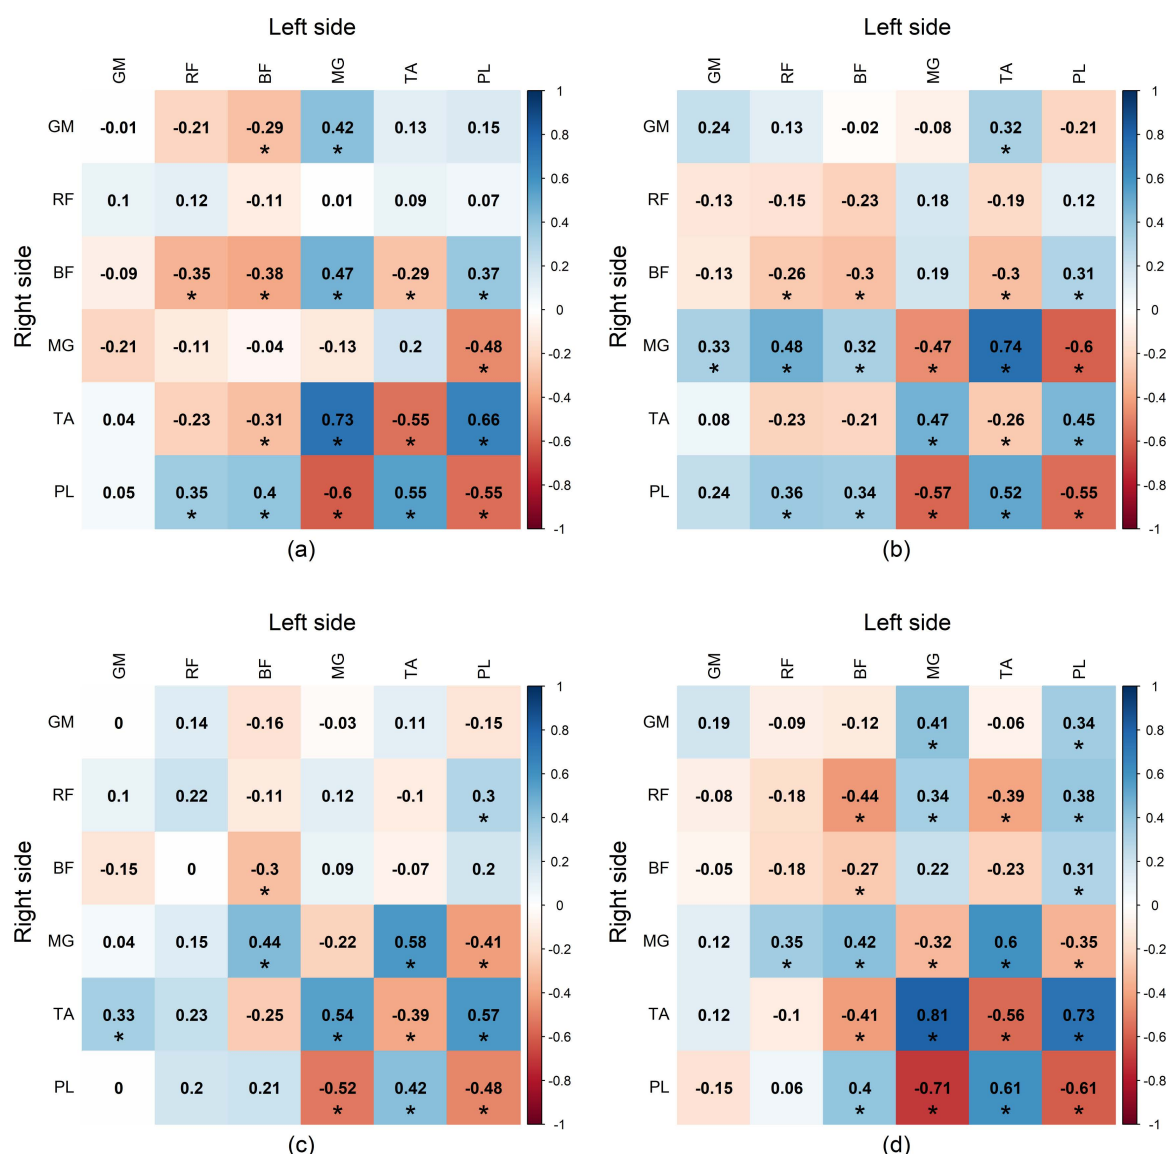 Left side
GM RF BF MG TA PL
Right side
GM -0.01 -0.21 -0.29 0.42 0.13 0.15
* *
RF 0.1 0.12 -0.11 0.01 0.09 0.07
BF -0.09 -0.35 -0.38 0.47 -0.29 0.37
* * * * *
MG -0.21 -0.11 -0.04 -0.13 0.2 -0.48
*
TA 0.04 -0.23 -0.31 0.73 -0.55 0.66
* * * *
PL 0.05 0.35 0.4 -0.6 0.55 -0.55
* * * * *
1
0.8
0.6
0.4
0.2
0
-0.2
-0.4
-0.6
-0.8
-1
(a)
Left side
GM RF BF MG TA PL
Right side
GM 0.24 0.13 -0.02 -0.08 0.32 -0.21
*
RF -0.13 -0.15 -0.23 0.18 -0.19 0.12
BF -0.13 -0.26 -0.3 0.19 -0.3 0.31
* * * *
MG 0.33 0.48 0.32 -0.47 0.74 -0.6
* * * * * *
TA 0.08 -0.23 -0.21 0.47 -0.26 0.45
* * *
PL 0.24 0.36 0.34 -0.57 0.52 -0.55
* * * * *
1
0.8
0.6
0.4
0.2
0
-0.2
-0.4
-0.6
-0.8
-1
(b)
Left side
GM RF BF MG TA PL
Right side
GM 0 0.14 -0.16 -0.03 0.11 -0.15
RF 0.1 0.22 -0.11 0.12 -0.1 0.3
*
BF -0.15 0 -0.3 0.09 -0.07 0.2
*
MG 0.04 0.15 0.44 -0.22 0.58 -0.41
* * *
TA 0.33 0.23 -0.25 0.54 -0.39 0.57
* * * *
PL 0 0.2 0.21 -0.52 0.42 -0.48
* * *
1
0.8
0.6
0.4
0.2
0
-0.2
-0.4
-0.6
-0.8
-1
(c)
Left side
GM RF BF MG TA PL
Right side
GM 0.19 -0.09 -0.12 0.41 -0.06 0.34
* *
RF -0.08 -0.18 -0.44 0.34 -0.39 0.38
* * * *
BF -0.05 -0.18 -0.27 0.22 -0.23 0.31
* *
MG 0.12 0.35 0.42 -0.32 0.6 -0.35
* * * * *
TA 0.12 -0.1 -0.41 0.81 -0.56 0.73
* * * *
PL -0.15 0.06 0.4 -0.71 0.61 -0.61
* * * *
1
0.8
0.6
0.4
0.2
0
-0.2
-0.4
-0.6
-0.8
-1
(d)